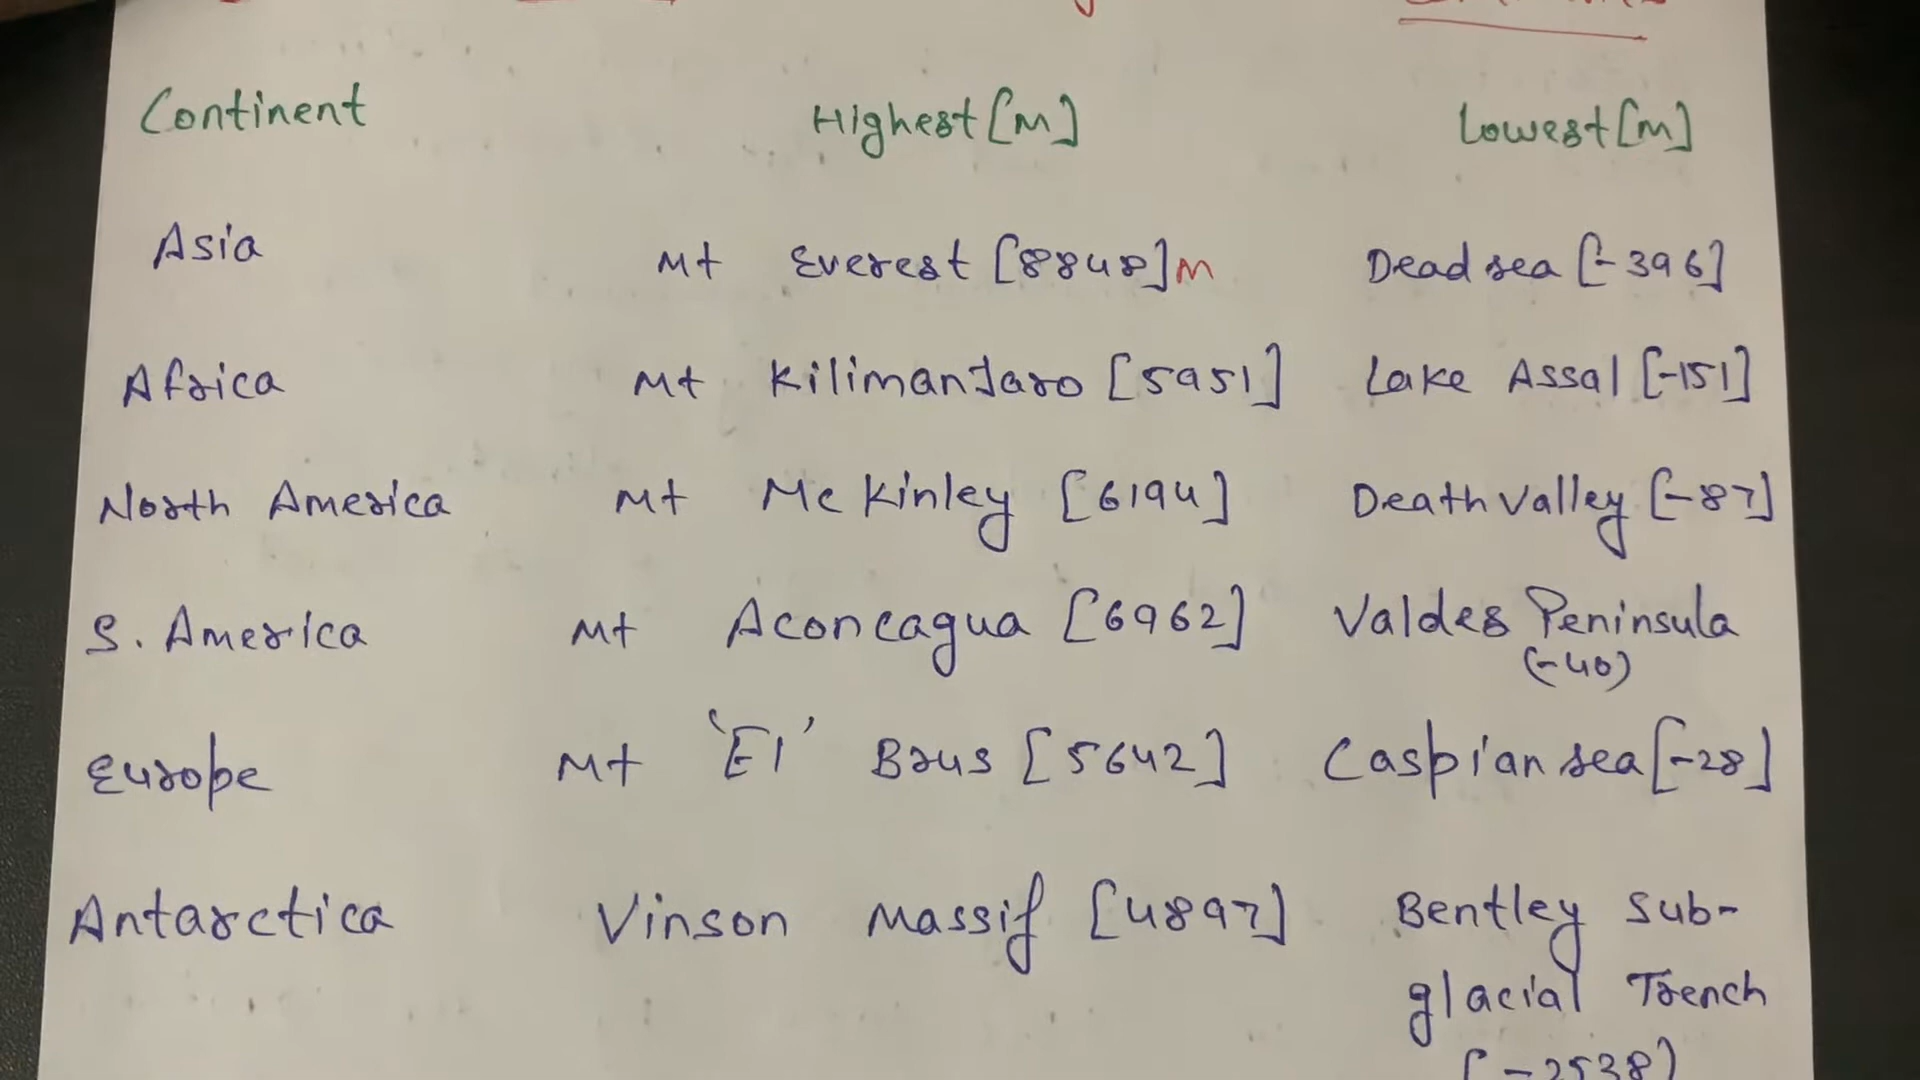 Continent Highest [M] Lowest [M]
Asia Mt Everest [8848]M Dead sea [-396]
Africa Mt KilimanJaro [5951] Lake Assal [-151]
North America Mt Mc Kinley [6194] Death Valley [-87]
S. America Mt Aconcagua [6962] Valdes Peninsula
(-40)
Europe Mt 'El' Brus [5642] Caspian sea [-28]
Antarctica Vinson Massif [4897] Bentley Sub-
glacial Trench
[-2538)